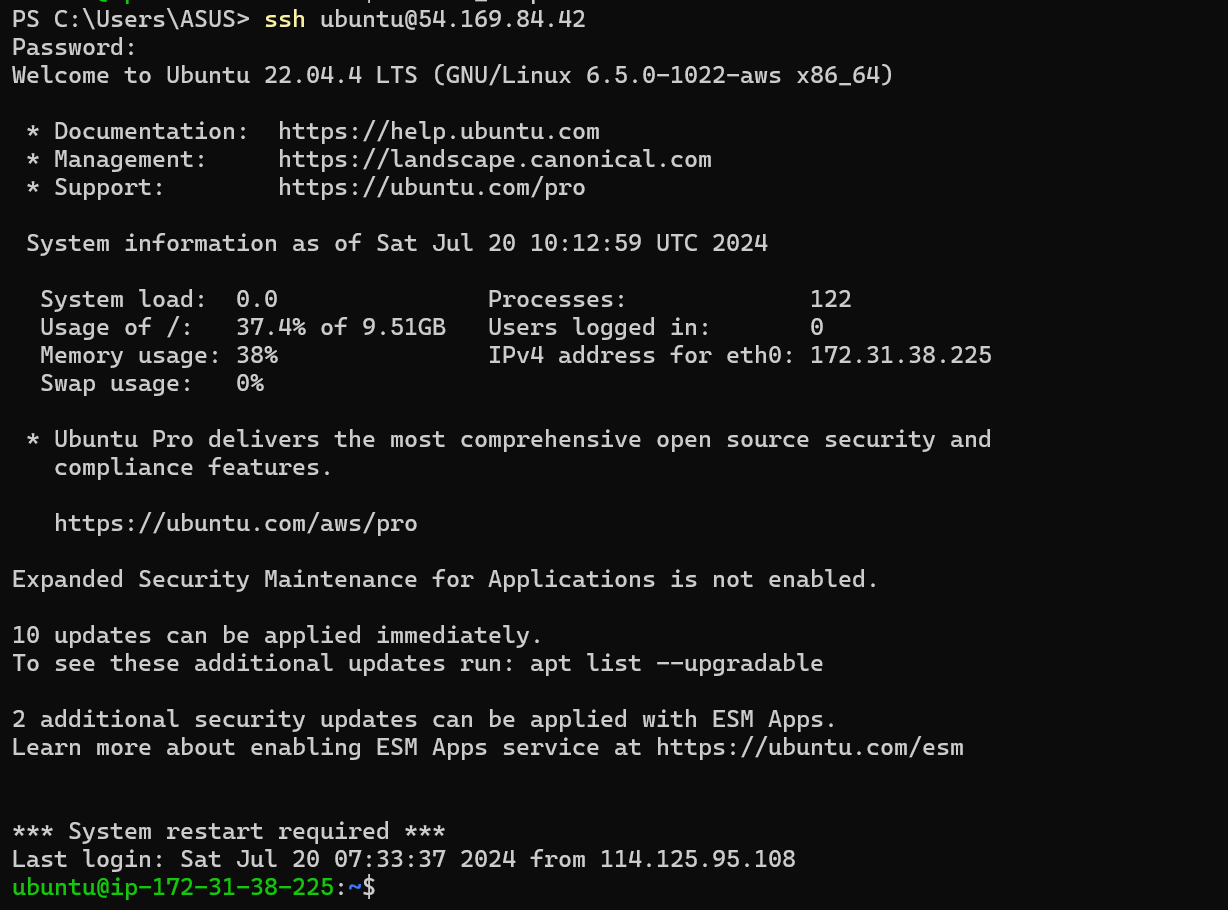 PS C:\Users\ASUS> ssh ubuntu@54.169.84.42
Password:
Welcome to Ubuntu 22.04.4 LTS (GNU/Linux 6.5.0-1022-aws x86_64)
* Documentation:  https://help.ubuntu.com
* Management:     https://landscape.canonical.com
* Support:        https://ubuntu.com/pro
System information as of Sat Jul 20 10:12:59 UTC 2024
System load:  0.0               Processes:             122
Usage of /:   37.4% of 9.51GB   Users logged in:       0
Memory usage: 38%               IPv4 address for eth0: 172.31.38.225
Swap usage:   0%
* Ubuntu Pro delivers the most comprehensive open source security and
compliance features.
https://ubuntu.com/aws/pro
Expanded Security Maintenance for Applications is not enabled.
10 updates can be applied immediately.
To see these additional updates run: apt list --upgradable
2 additional security updates can be applied with ESM Apps.
Learn more about enabling ESM Apps service at https://ubuntu.com/esm
*** System restart required ***
Last login: Sat Jul 20 07:33:37 2024 from 114.125.95.108
ubuntu@ip-172-31-38-225:~$